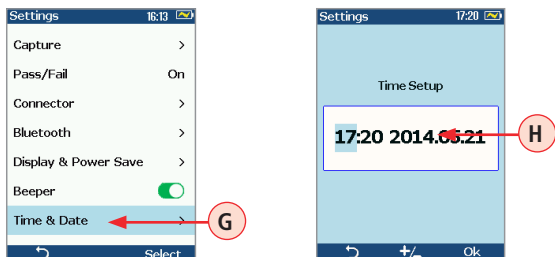 Settings 16:13
Capture >
Pass/Fail On
Connector >
Bluetooth >
Display & Power Save >
Beeper
Time & Date >
Select
G
Settings 17:20
Time Setup
17:20 2014.05.21
H
+/- Ok